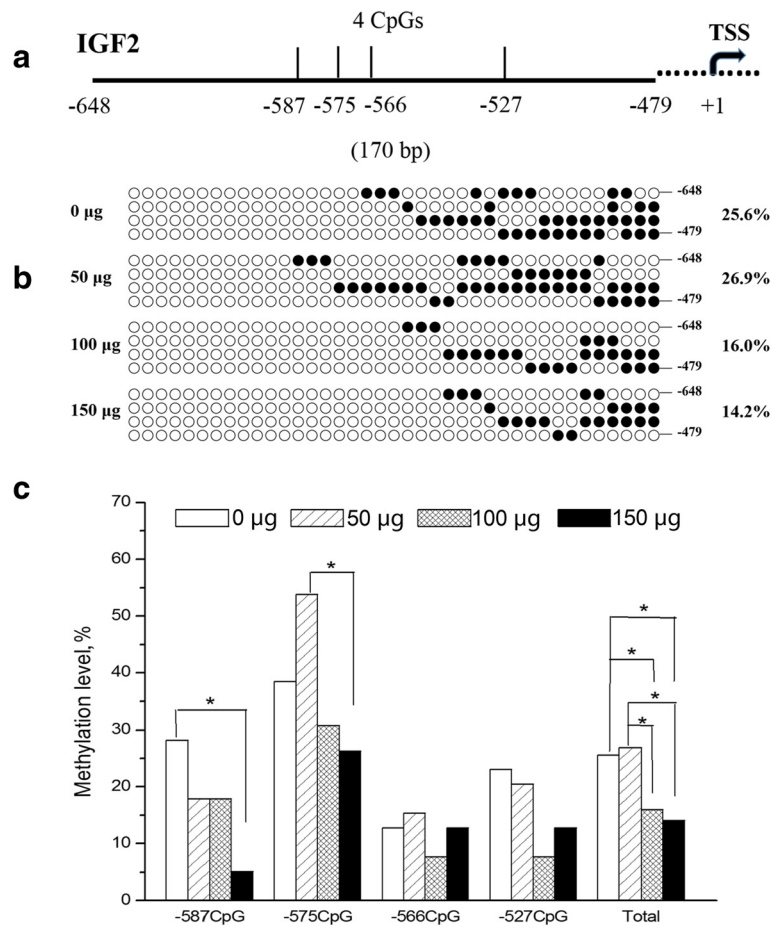 a
IGF2
4 CpGs
TSS
-648
-587
-575
-566
-527
-479
+1
(170 bp)
b
0 µg
-648
-479
25.6%
50 µg
-648
-479
26.9%
100 µg
-648
-479
16.0%
150 µg
-648
-479
14.2%
c
0 µg
50 µg
100 µg
150 µg
Methylation level, %
70
60
50
40
30
20
10
0
*
*
*
*
*
*
-587CpG
-575CpG
-566CpG
-527CpG
Total